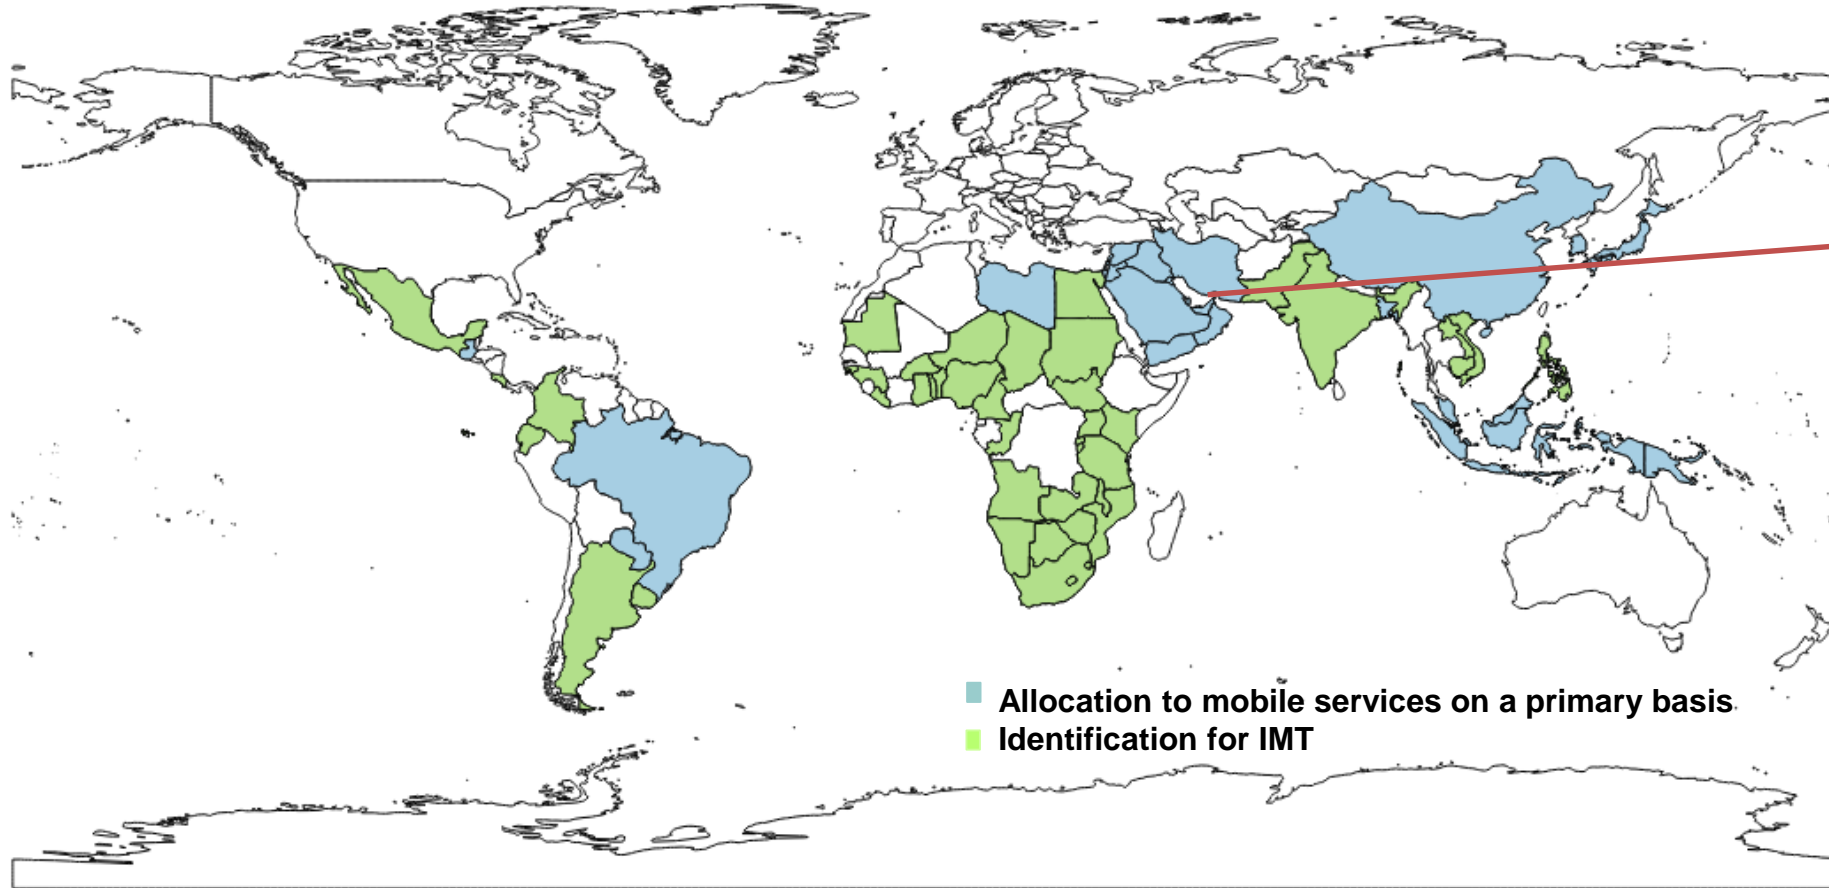 Allocation to mobile services on a primary basis
Identification for IMT